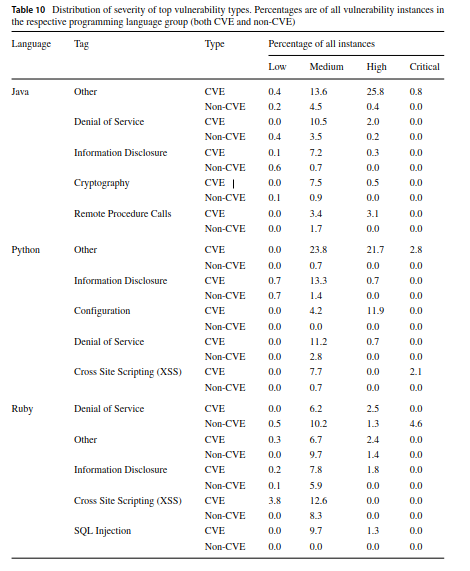 Table 10 Distribution of severity of top vulnerability types. Percentages are of all vulnerability instances in
the respective programming language group (both CVE and non-CVE)
Language Tag Type Percentage of all instances
Low Medium High Critical
Java Other CVE 0.4 13.6 25.8 0.8
Non-CVE 0.2 4.5 0.4 0.0
Denial of Service CVE 0.0 10.5 2.0 0.0
Non-CVE 0.4 3.5 0.2 0.0
Information Disclosure CVE 0.1 7.2 0.3 0.0
Non-CVE 0.6 0.7 0.0 0.0
Cryptography CVE 0.0 7.5 0.5 0.0
Non-CVE 0.1 0.9 0.0 0.0
Remote Procedure Calls CVE 0.0 3.4 3.1 0.0
Non-CVE 0.0 1.7 0.0 0.0
Python Other CVE 0.0 23.8 21.7 2.8
Non-CVE 0.0 0.7 0.0 0.0
Information Disclosure CVE 0.7 13.3 0.7 0.0
Non-CVE 0.7 1.4 0.0 0.0
Configuration CVE 0.0 4.2 11.9 0.0
Non-CVE 0.0 0.0 0.0 0.0
Denial of Service CVE 0.0 11.2 0.7 0.0
Non-CVE 0.0 2.8 0.0 0.0
Cross Site Scripting (XSS) CVE 0.0 7.7 0.0 2.1
Non-CVE 0.0 0.7 0.0 0.0
Ruby Denial of Service CVE 0.0 6.2 2.5 0.0
Non-CVE 0.5 10.2 1.3 4.6
Other CVE 0.3 6.7 2.4 0.0
Non-CVE 0.0 9.7 1.4 0.0
Information Disclosure CVE 0.2 7.8 1.8 0.0
Non-CVE 0.1 5.9 0.0 0.0
Cross Site Scripting (XSS) CVE 3.8 12.6 0.0 0.0
Non-CVE 0.0 8.3 0.0 0.0
SQL Injection CVE 0.0 9.7 1.3 0.0
Non-CVE 0.0 0.0 0.0 0.0